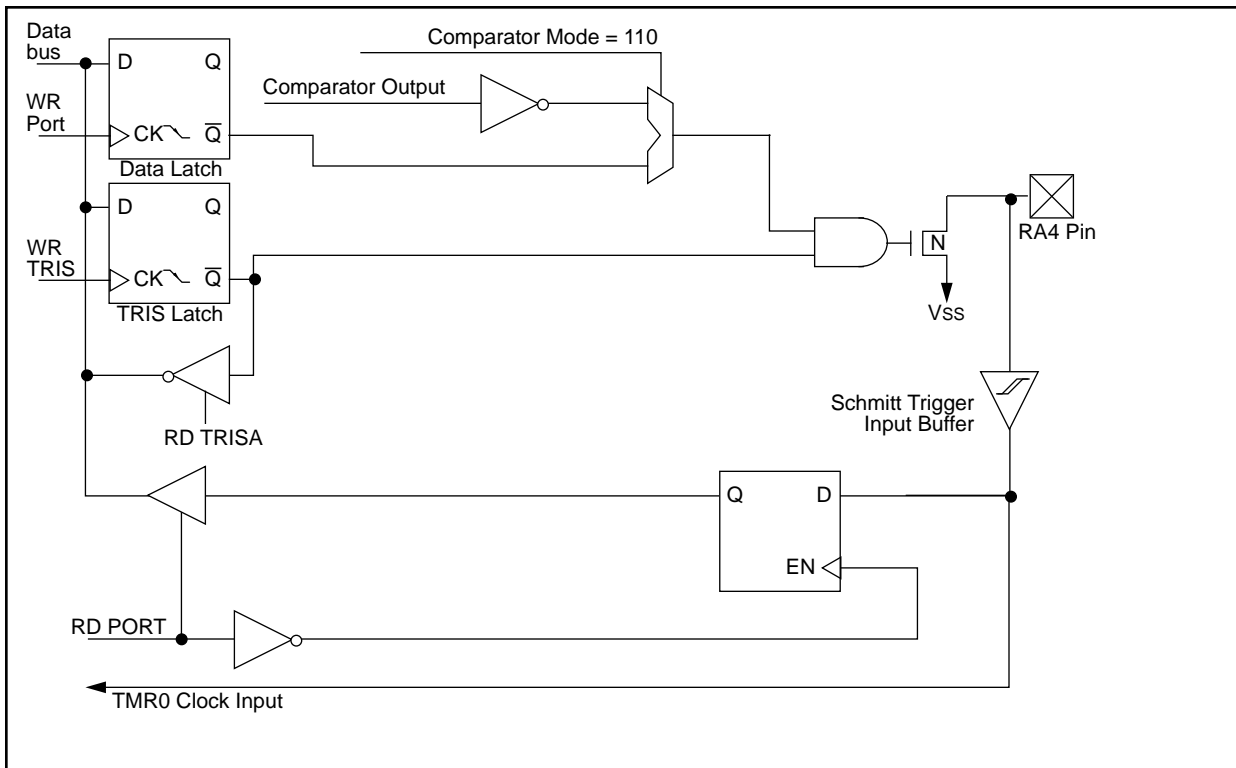 Data
bus
Comparator Mode = 110
D Q
Comparator Output
WR
Port
CK Q̅
Data Latch
D Q
RA4 Pin
WR
TRIS
N
CK Q̅
VSS
TRIS Latch
Schmitt Trigger
Input Buffer
RD TRISA
Q D
EN
RD PORT
TMR0 Clock Input